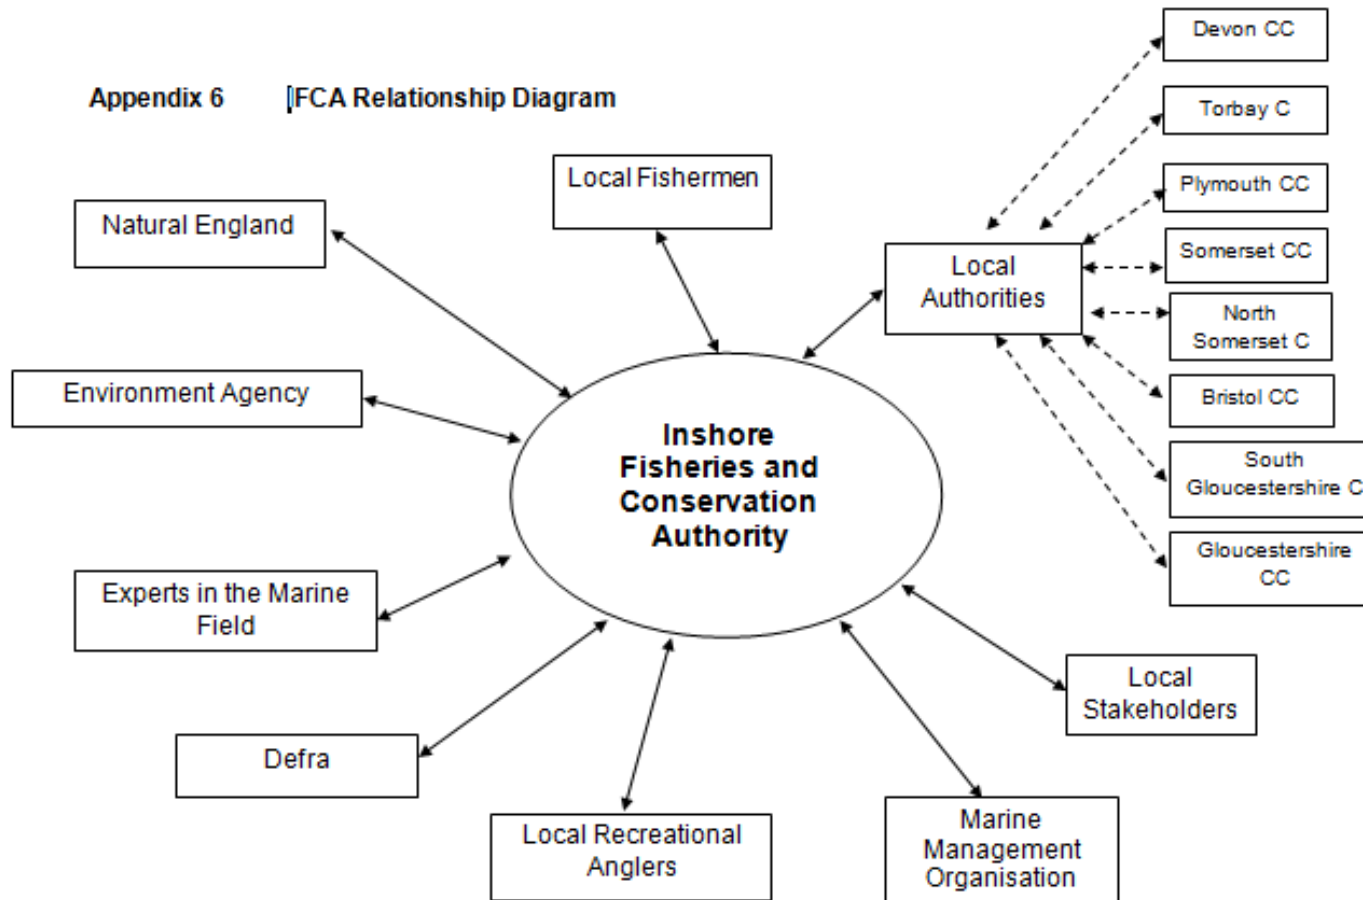 Devon CC
Appendix 6 IFCA Relationship Diagram
Torbay C
Local Fishermen
Plymouth CC
Natural England
Somerset CC
Local
Authorities
North
Somerset C
Environment Agency
Bristol CC
Inshore
Fisheries and
Conservation
Authority
South
Gloucestershire C
Gloucestershire
CC
Experts in the Marine
Field
Local
Stakeholders
Defra
Local Recreational
Anglers
Marine
Management
Organisation